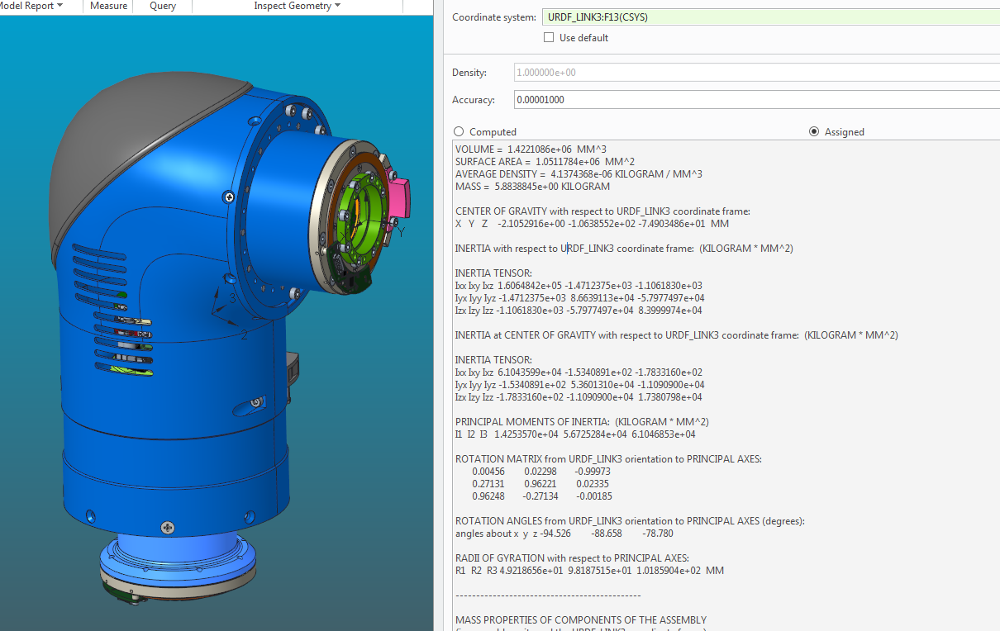 Model Report Measure Query Inspect Geometry
Coordinate system: URDF_LINK3:F13(CSYS)
Use default
Density: 1.000000e+00
Accuracy: 0.00001000
Computed Assigned
VOLUME = 1.4221086e+06 MM^3
SURFACE AREA = 1.0511784e+06 MM^2
AVERAGE DENSITY = 4.1374368e-06 KILOGRAM / MM^3
MASS = 5.8838845e+00 KILOGRAM
CENTER OF GRAVITY with respect to URDF_LINK3 coordinate frame:
X Y Z -2.1052916e+00 -1.0638552e+02 -7.4903486e+01 MM
INERTIA with respect to URDF_LINK3 coordinate frame: (KILOGRAM * MM^2)
INERTIA TENSOR:
Ixx Ixy Ixz 1.6064842e+05 -1.4712375e+03 -1.1061830e+03
Iyx Iyy Iyz -1.4712375e+03 8.6639113e+04 -5.7977497e+04
Izx Izy Izz -1.1061830e+03 -5.7977497e+04 8.3999974e+04
INERTIA at CENTER OF GRAVITY with respect to URDF_LINK3 coordinate frame: (KILOGRAM * MM^2)
INERTIA TENSOR:
Ixx Ixy Ixz 6.1043599e+04 -1.5340891e+02 -1.7833160e+02
Iyx Iyy Iyz -1.5340891e+02 5.3601310e+04 -1.1090900e+04
Izx Izy Izz -1.7833160e+02 -1.1090900e+04 1.7380798e+04
PRINCIPAL MOMENTS OF INERTIA: (KILOGRAM * MM^2)
I1 I2 I3 1.4253570e+04 5.6725284e+04 6.1046853e+04
ROTATION MATRIX from URDF_LINK3 orientation to PRINCIPAL AXES:
0.00456 0.02298 -0.99973
0.27131 0.96221 0.02335
0.96248 -0.27134 -0.00185
ROTATION ANGLES from URDF_LINK3 orientation to PRINCIPAL AXES (degrees):
angles about x y z -94.526 -88.658 -78.780
RADII OF GYRATION with respect to PRINCIPAL AXES:
R1 R2 R3 4.9218656e+01 9.8187515e+01 1.0185904e+02 MM
---------------------------------------------
MASS PROPERTIES OF COMPONENTS OF THE ASSEMBLY
X
Y
3
2